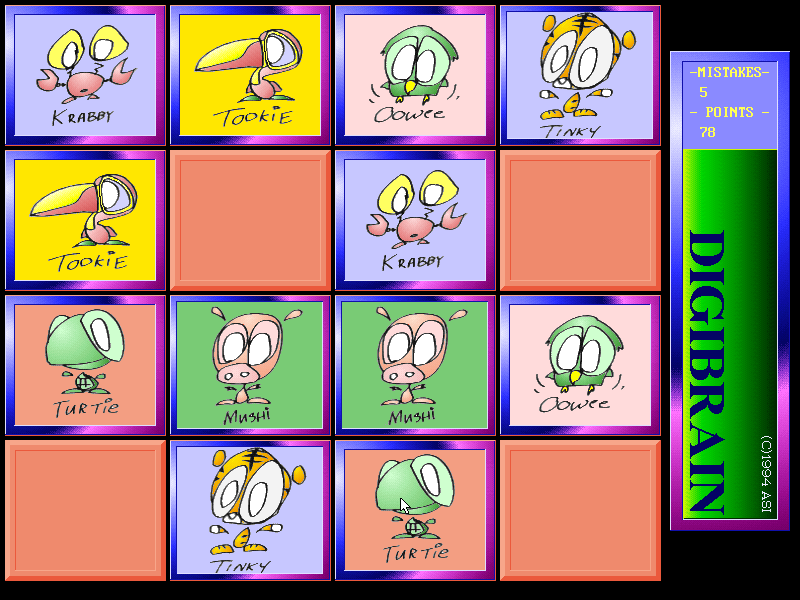 KRABBY
TOOKIE
Oowee
TINKY
TOOKIE
KRABBY
TURTIE
MUSHI
MUSHI
Oowee
TINKY
TURTIE
-MISTAKES-
5
- POINTS -
78
DIGIBRAIN
(C)1994 ASI